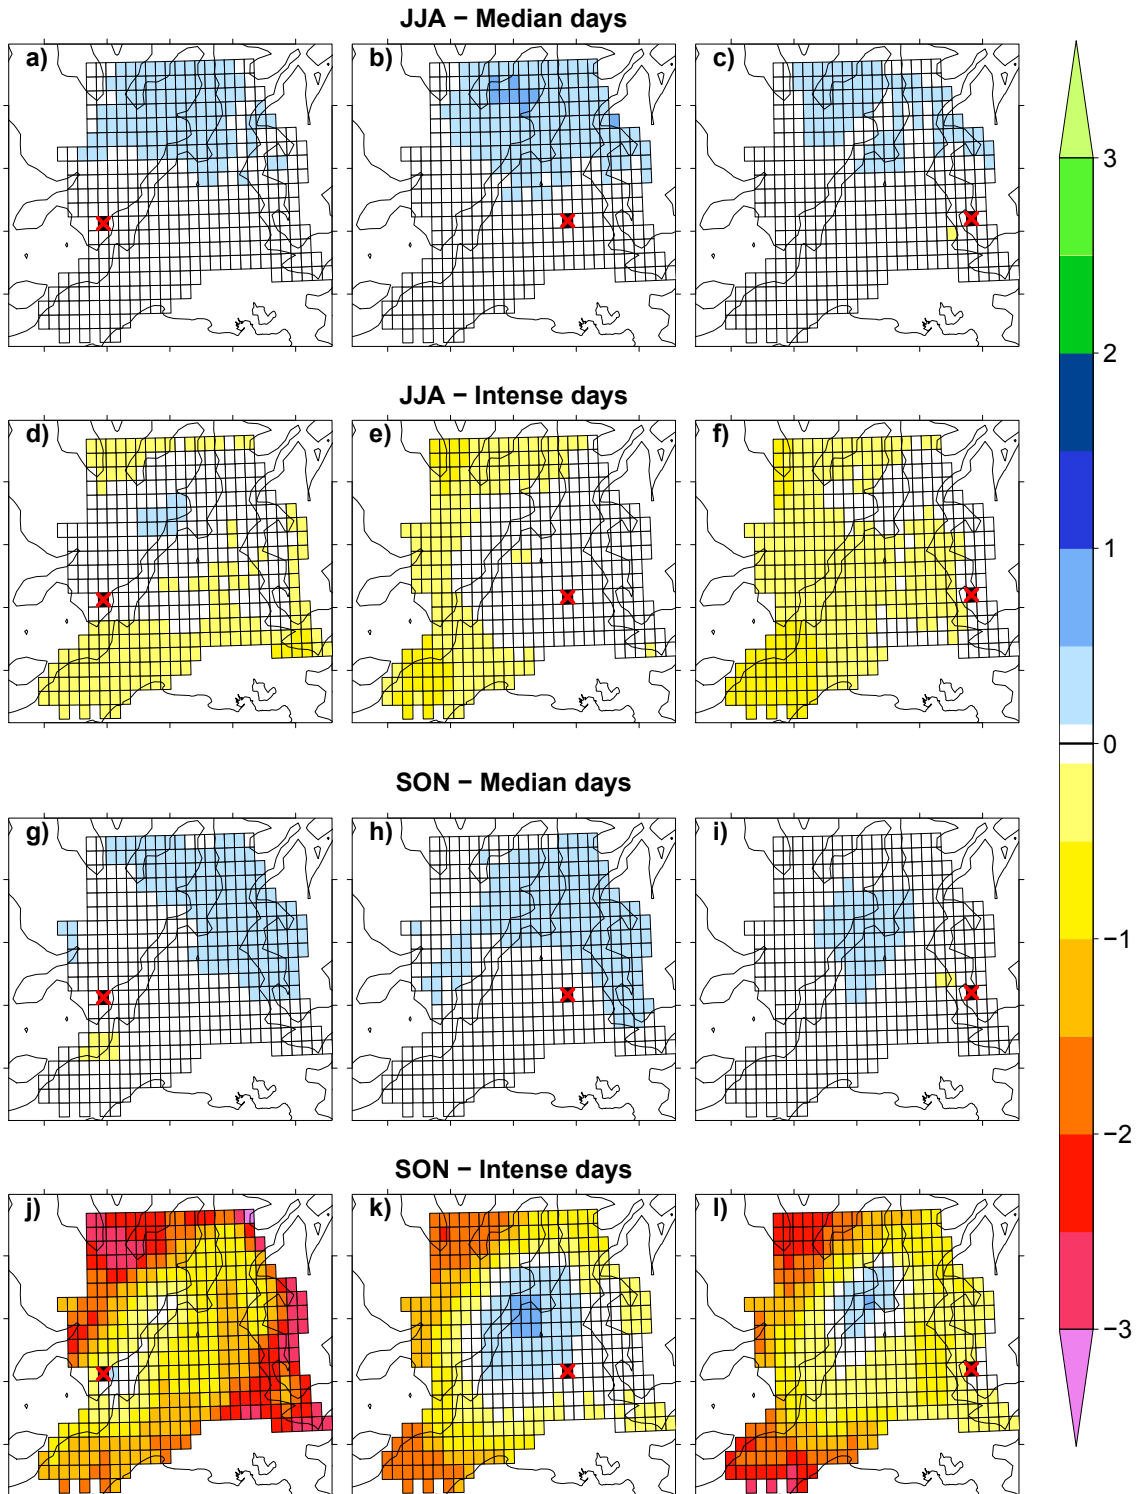 JJA − Median days
a)
b)
c)
JJA − Intense days
d)
e)
f)
SON − Median days
g)
h)
i)
SON − Intense days
j)
k)
l)
3
2
1
0
−1
−2
−3